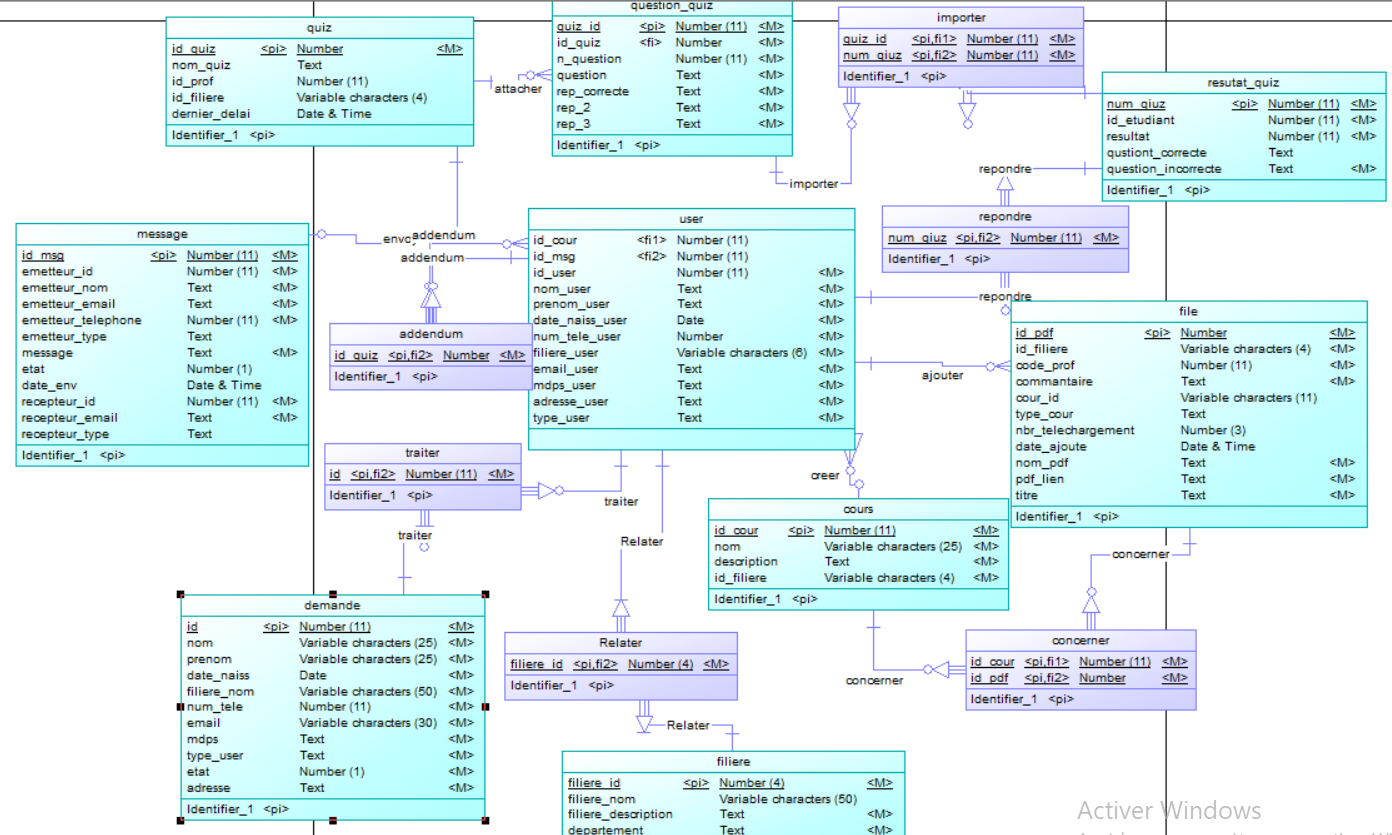 quiz
id_quiz <pi> Number <M>
nom_quiz Text
id_prof Number (11)
id_filiere Variable characters (4)
dernier_delai Date & Time
Identifier_1 <pi>
attacher
question_quiz
quiz_id <pi> Number (11) <M>
id_quiz <fi> Number <M>
n_question Number (11) <M>
question Text <M>
rep_correcte Text <M>
rep_2 Text <M>
rep_3 Text <M>
Identifier_1 <pi>
importer
quiz_id <pi,fi1> Number (11) <M>
num_qiuz <pi,fi2> Number (11) <M>
Identifier_1 <pi>
importer
resutat_quiz
num_qiuz <pi> Number (11) <M>
id_etudiant Number (11) <M>
resultat Number (11) <M>
qustiont_correcte Text
question_incorrecte Text <M>
Identifier_1 <pi>
repondre
repondre
num_qiuz <pi,fi2> Number (11) <M>
Identifier_1 <pi>
repondre
message
id_msg <pi> Number (11) <M>
emetteur_id Number (11) <M>
emetteur_nom Text <M>
emetteur_email Text <M>
emetteur_telephone Number (11) <M>
emetteur_type Text
message Text <M>
etat Number (1)
date_env Date & Time
recepteur_id Number (11) <M>
recepteur_email Text <M>
recepteur_type Text
Identifier_1 <pi>
addendum
addendum
addendum
id_quiz <pi,fi2> Number <M>
Identifier_1 <pi>
user
id_cour <fi1> Number (11)
id_msg <fi2> Number (11)
id_user Number (11) <M>
nom_user Text <M>
prenom_user Text <M>
date_naiss_user Date <M>
num_tele_user Number <M>
filiere_user Variable characters (6) <M>
email_user Text <M>
mdps_user Text <M>
adresse_user Text <M>
type_user Text <M>
ajouter
file
id_pdf <pi> Number <M>
id_filiere Variable characters (4) <M>
code_prof Number (11) <M>
commantaire Text <M>
cour_id Variable characters (11)
type_cour Text
nbr_telechargement Number (3)
date_ajoute Date & Time
nom_pdf Text <M>
pdf_lien Text <M>
titre Text <M>
Identifier_1 <pi>
traiter
id <pi,fi2> Number (11) <M>
Identifier_1 <pi>
traiter
traiter
creer
cours
id_cour <pi> Number (11) <M>
nom Variable characters (25) <M>
description Text <M>
id_filiere Variable characters (4) <M>
Identifier_1 <pi>
concerner
Relater
demande
id <pi> Number (11) <M>
nom Variable characters (25) <M>
prenom Variable characters (25) <M>
date_naiss Date <M>
filiere_nom Variable characters (50) <M>
num_tele Number (11) <M>
email Variable characters (30) <M>
mdps Text <M>
type_user Text <M>
etat Number (1) <M>
adresse Text <M>
Identifier_1 <pi>
Relater
filiere_id <pi,fi2> Number (4) <M>
Identifier_1 <pi>
Relater
concerner
concerner
id_cour <pi,fi1> Number (11) <M>
id_pdf <pi,fi2> Number <M>
Identifier_1 <pi>
filiere
filiere_id <pi> Number (4) <M>
filiere_nom Variable characters (50)
filiere_description Text <M>
departement Text <M>
Activer Windows